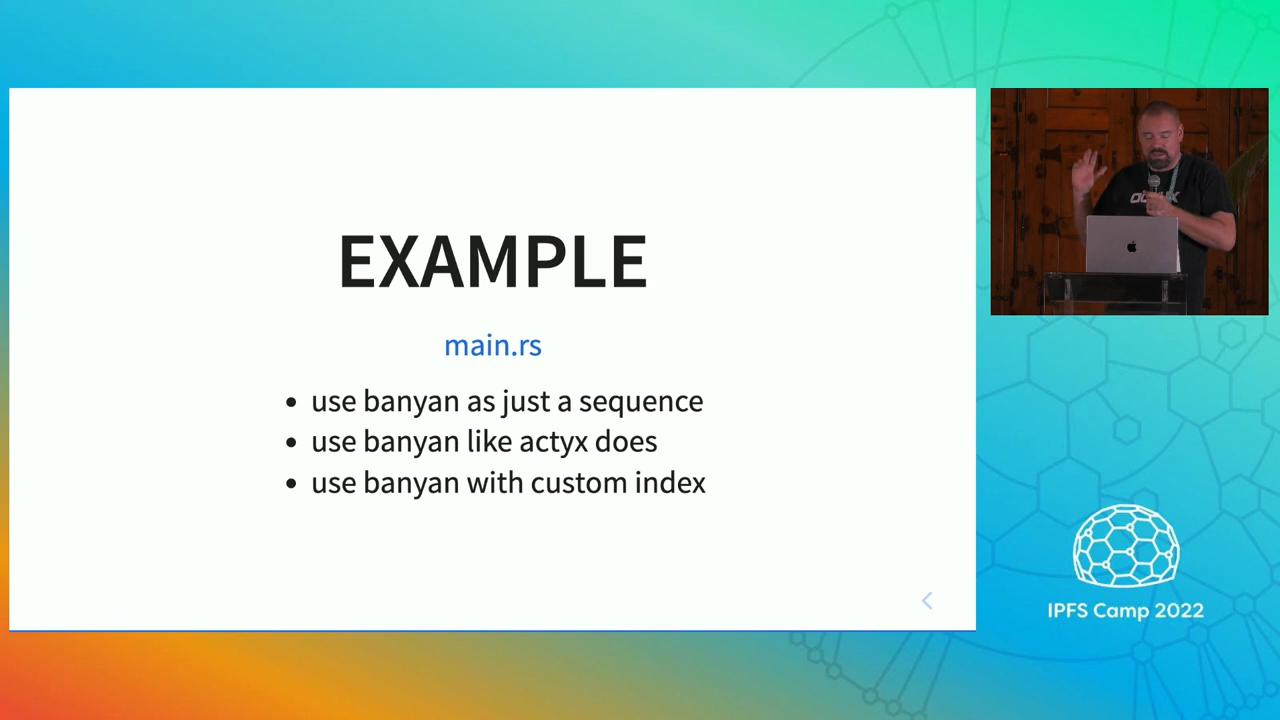 EXAMPLE
main.rs
• use banyan as just a sequence
• use banyan like actyx does
• use banyan with custom index
IPFS Camp 2022